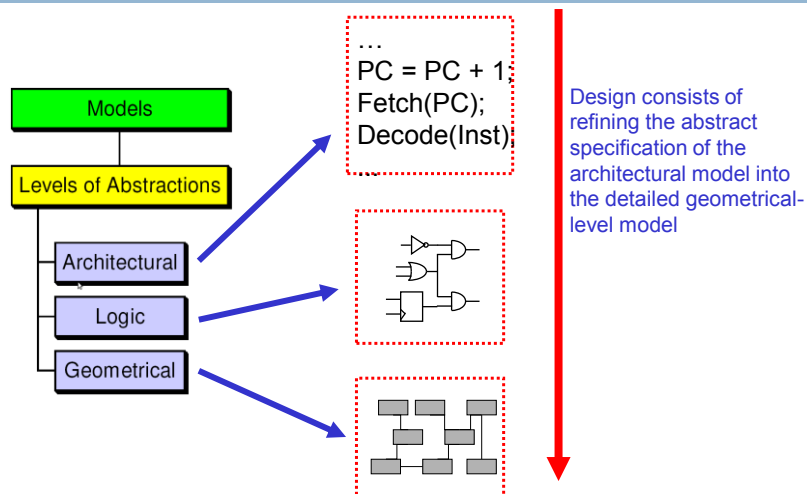 Models
Levels of Abstractions
Architectural
Logic
Geometrical
...
PC = PC + 1;
Fetch(PC);
Decode(Inst);
...
Design consists of
refining the abstract
specification of the
architectural model into
the detailed geometrical-
level model